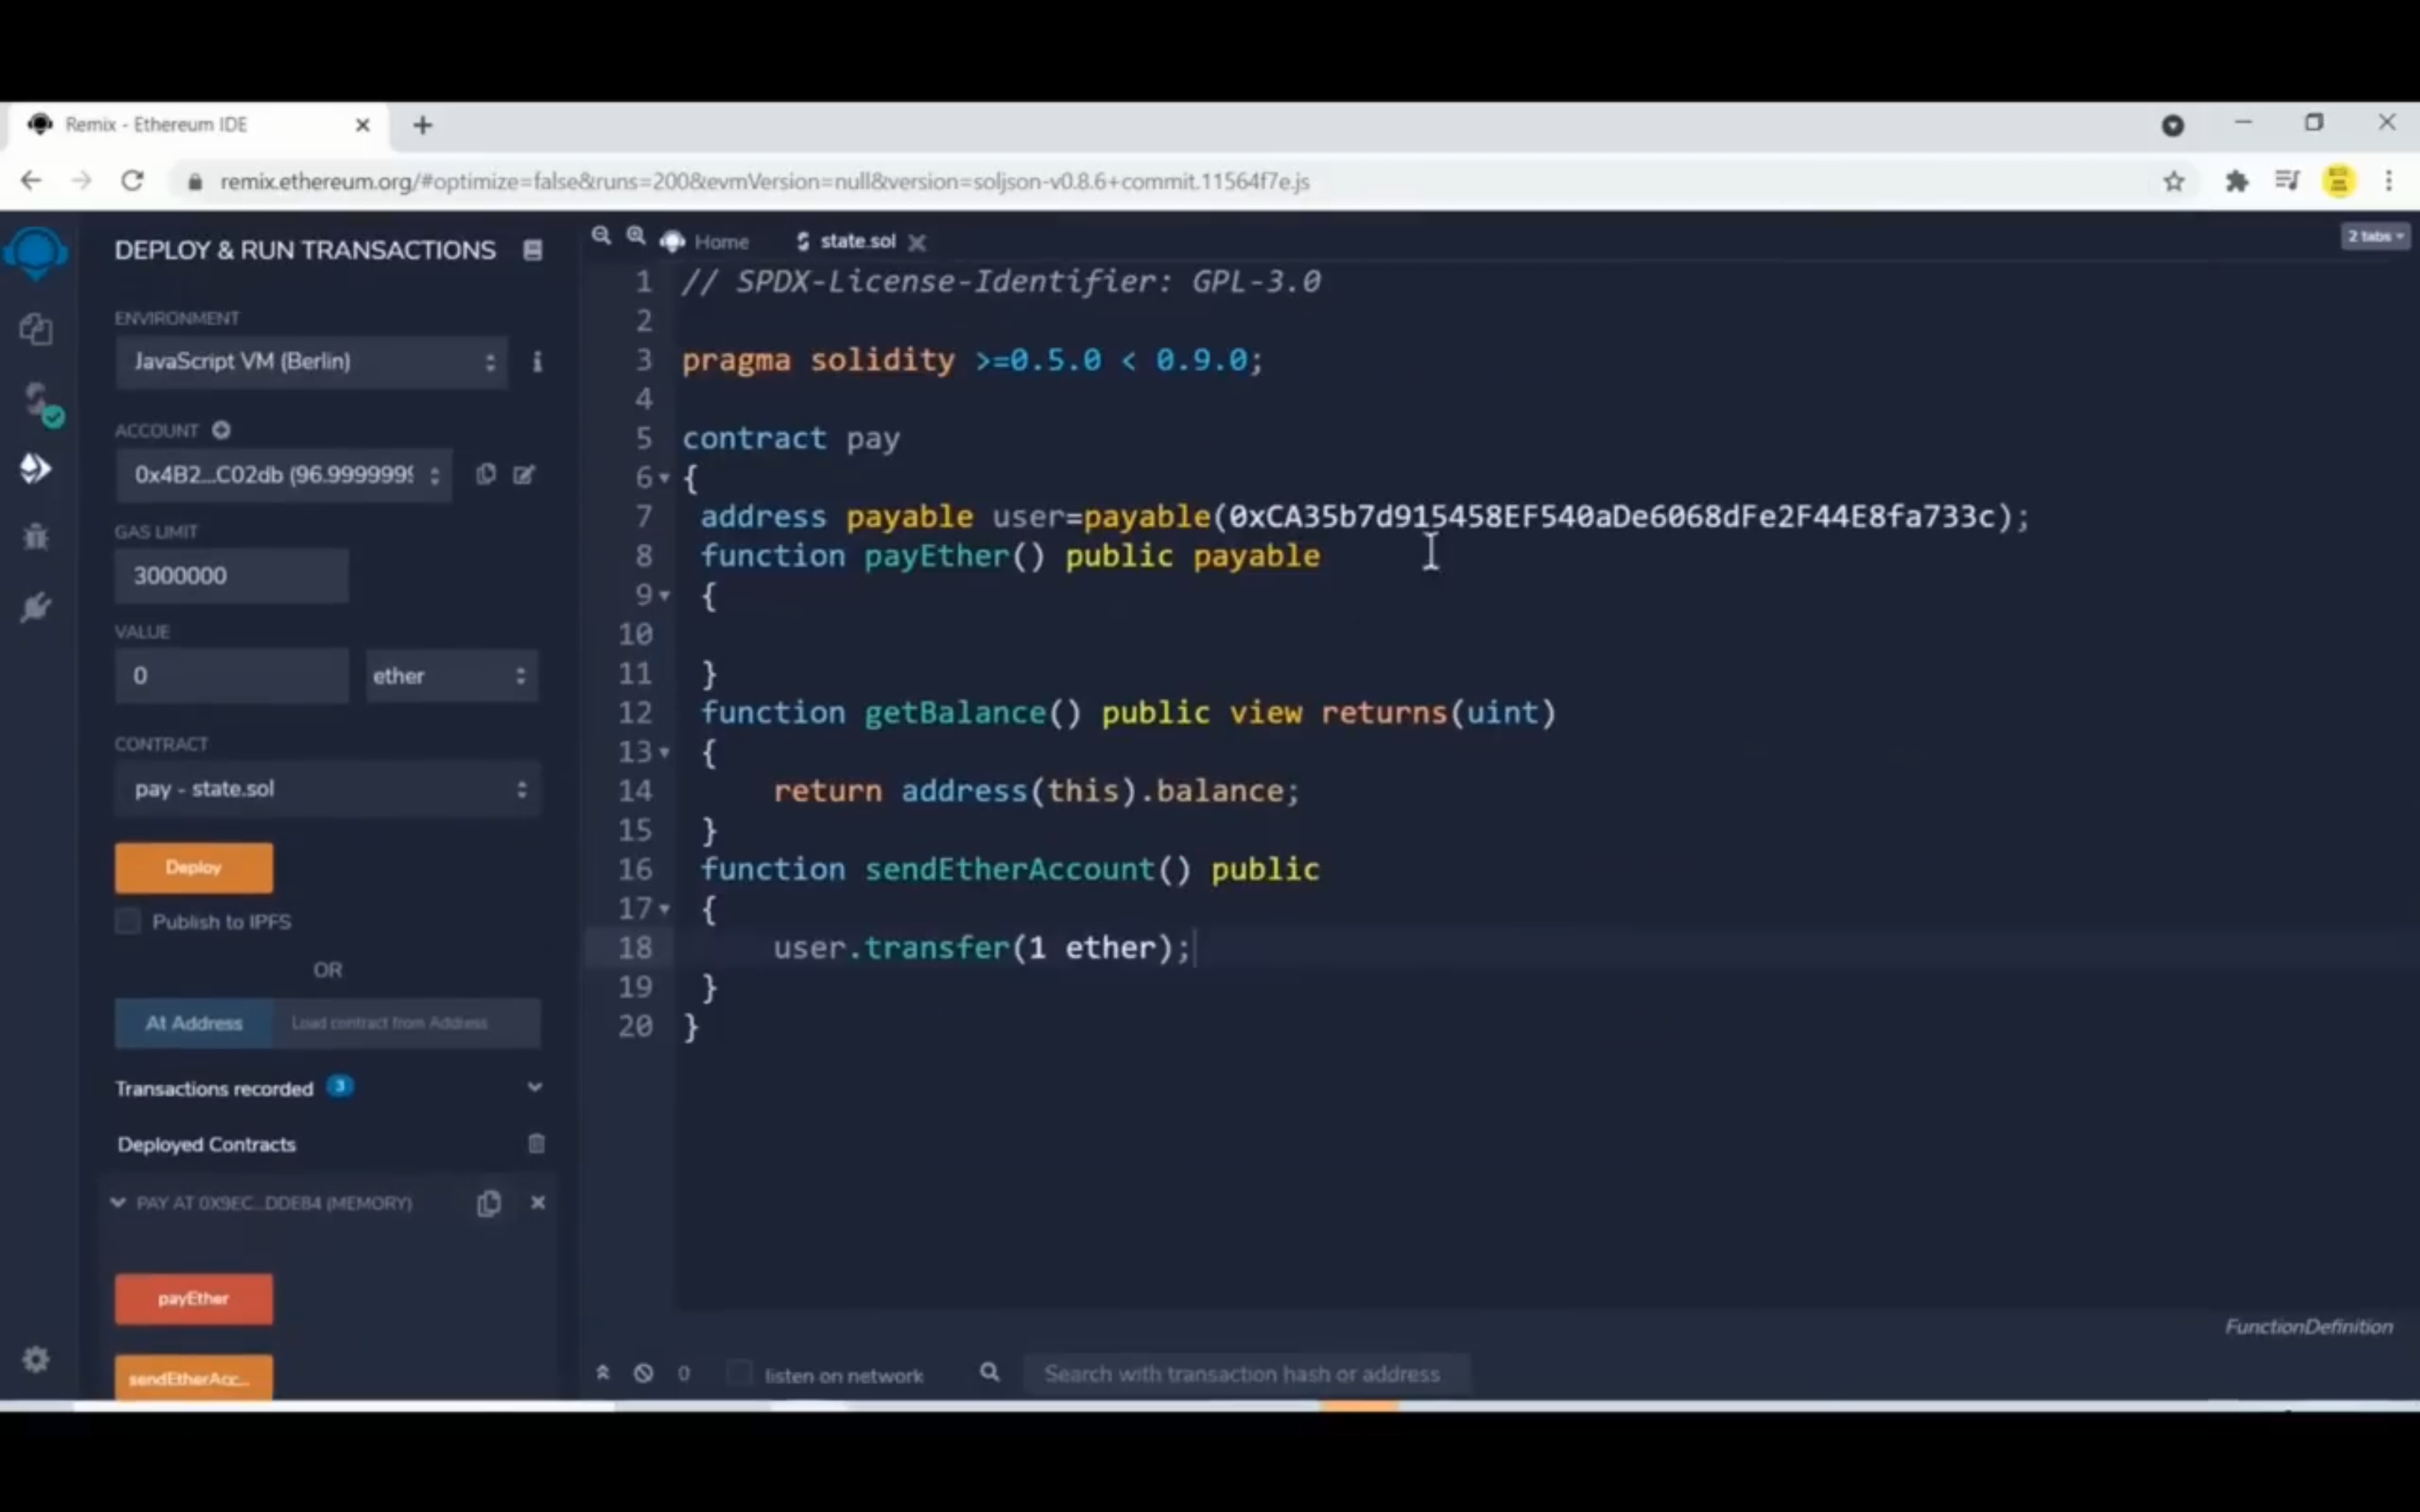 Remix - Ethereum IDE
remix.ethereum.org/#optimize=false&runs=200&evmVersion=null&version=soljson-v0.8.6+commit.11564f7e.js
DEPLOY & RUN TRANSACTIONS
ENVIRONMENT
JavaScript VM (Berlin)
ACCOUNT
0x4B2...C02db (96.9999999
GAS LIMIT
3000000
VALUE
0
ether
CONTRACT
pay - state.sol
Deploy
Publish to IPFS
OR
At Address
Load contract from Address
Transactions recorded 3
Deployed Contracts
PAY AT 0X9EC...DDEB4 (MEMORY)
payEther
sendEtherAcc...
Home
state.sol
2 tabs
1 // SPDX-License-Identifier: GPL-3.0
2
3 pragma solidity >=0.5.0 < 0.9.0;
4
5 contract pay
6 {
7 address payable user=payable(0xCA35b7d915458EF540aDe6068dFe2F44E8fa733c);
8 function payEther() public payable
9 {
10
11 }
12 function getBalance() public view returns(uint)
13 {
14 return address(this).balance;
15 }
16 function sendEtherAccount() public
17 {
18 user.transfer(1 ether);
19 }
20 }
FunctionDefinition
0
listen on network
Search with transaction hash or address